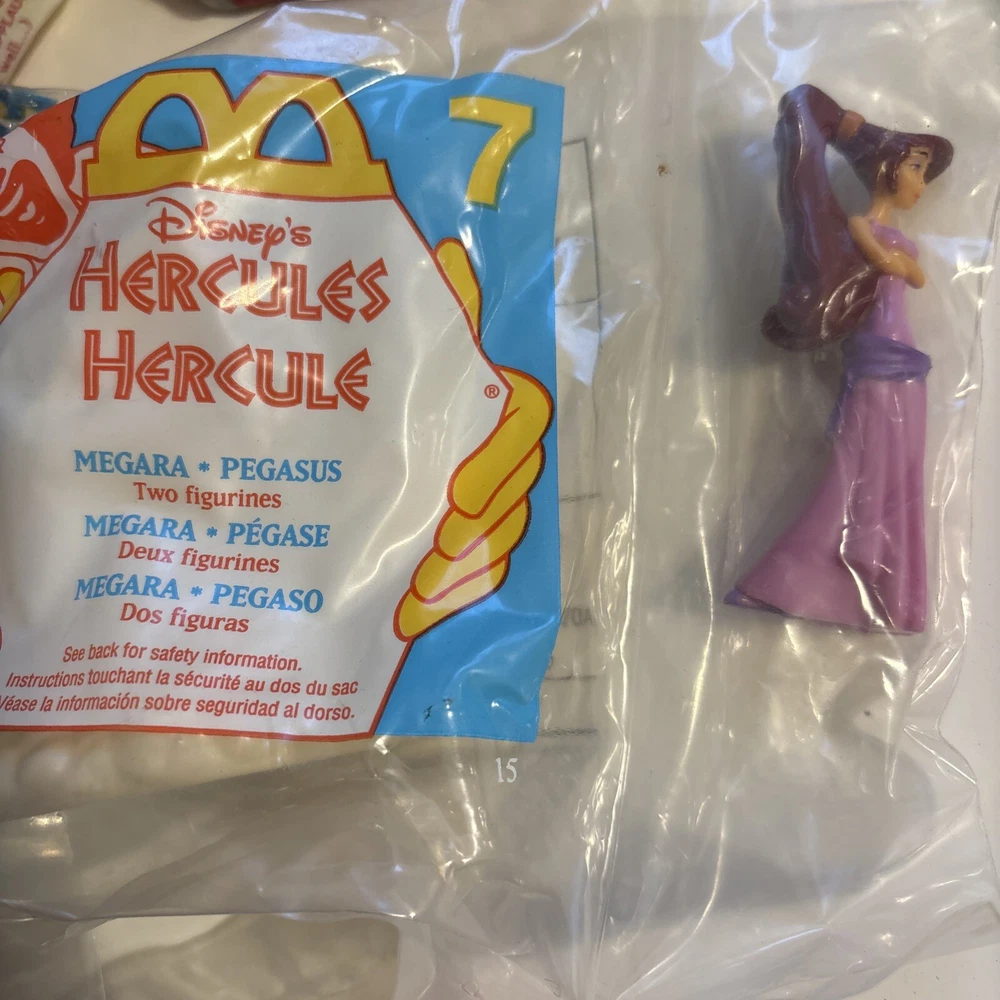 7
Disney's
HERCULES
HERCULE
®
MEGARA * PEGASUS
Two figurines
MEGARA * PÉGASE
Deux figurines
MEGARA * PEGASO
Dos figuras
See back for safety information.
Instructions touchant la sécurité au dos du sac
Véase la información sobre seguridad al dorso.
15